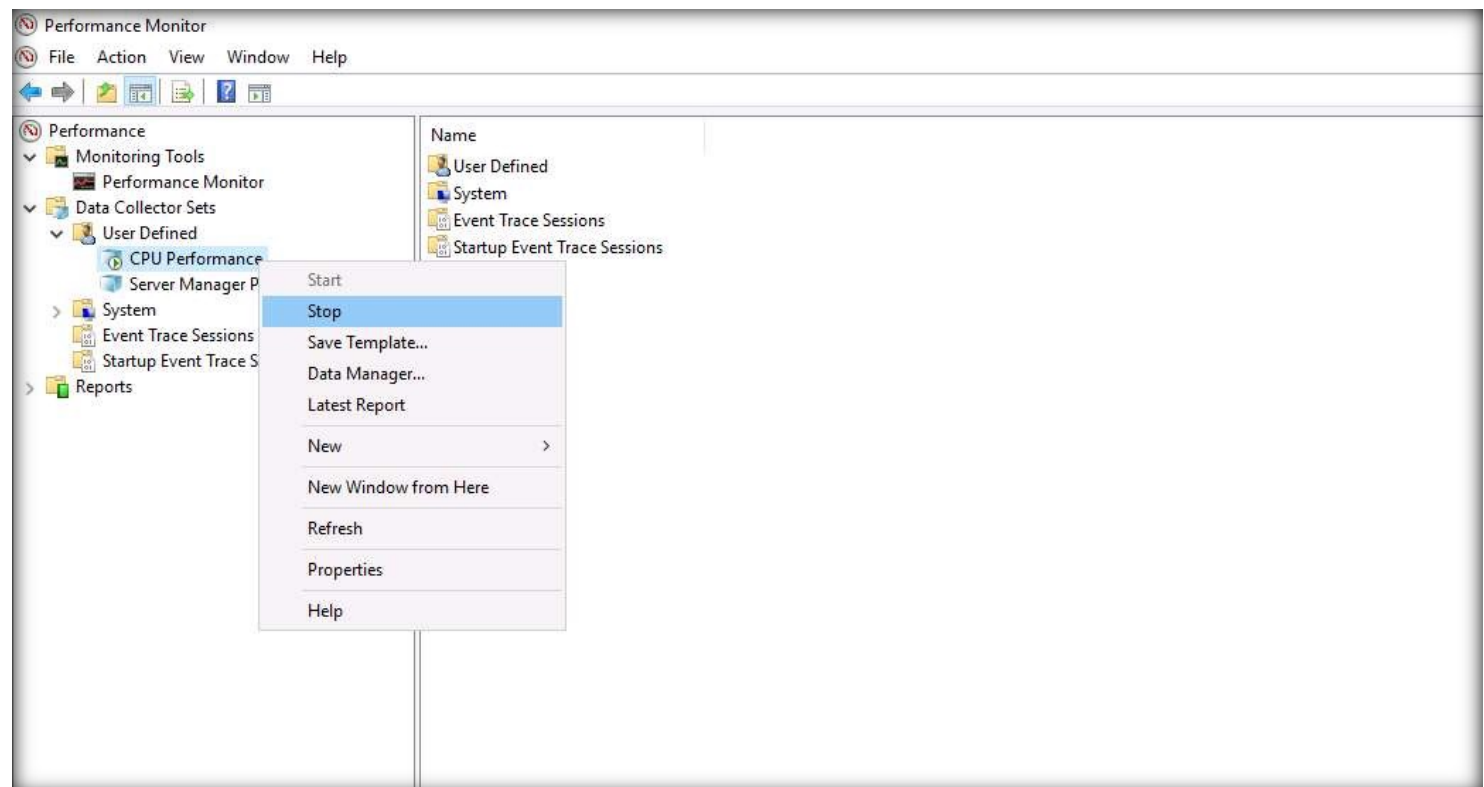 Performance Monitor
File Action View Window Help
Performance
Monitoring Tools
Performance Monitor
Data Collector Sets
User Defined
CPU Performance
Server Manager P
System
Event Trace Sessions
Startup Event Trace S
Reports
Name
User Defined
System
Event Trace Sessions
Startup Event Trace Sessions
Start
Stop
Save Template...
Data Manager...
Latest Report
New
New Window from Here
Refresh
Properties
Help